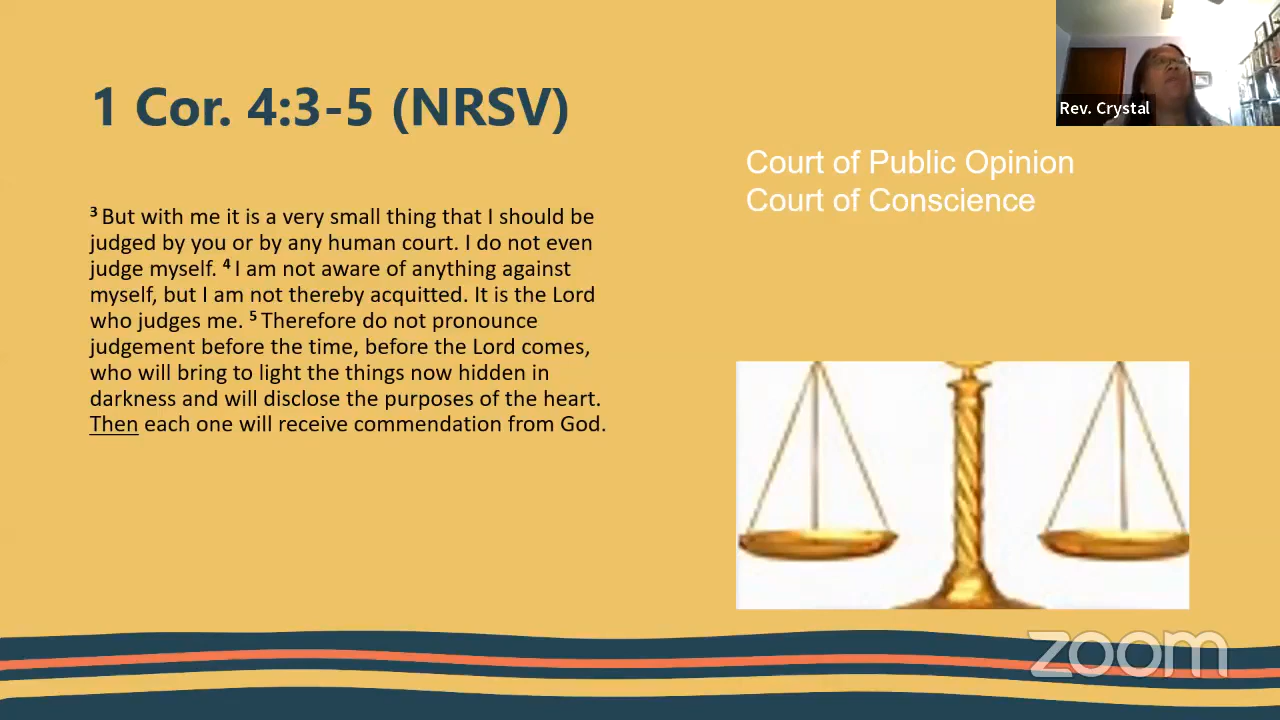 1 Cor. 4:3-5 (NRSV)
3 But with me it is a very small thing that I should be
judged by you or by any human court. I do not even
judge myself. 4 I am not aware of anything against
myself, but I am not thereby acquitted. It is the Lord
who judges me. 5 Therefore do not pronounce
judgement before the time, before the Lord comes,
who will bring to light the things now hidden in
darkness and will disclose the purposes of the heart.
Then each one will receive commendation from God.
Rev. Crystal
Court of Public Opinion
Court of Conscience
zoom